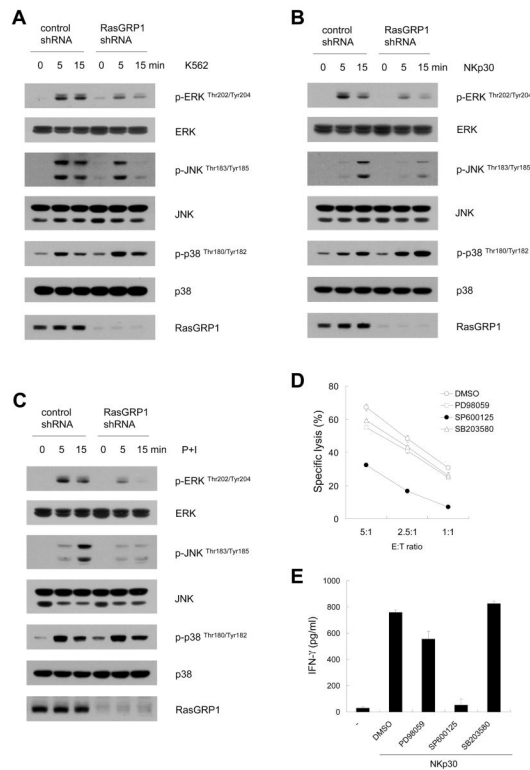 A
control shRNA
RasGRP1 shRNA
0 5 15 0 5 15 min
K562
p-ERK Thr202/Tyr204
ERK
p-JNK Thr183/Tyr185
JNK
p-p38 Thr180/Tyr182
p38
RasGRP1
B
control shRNA
RasGRP1 shRNA
0 5 15 0 5 15 min
NKp30
p-ERK Thr202/Tyr204
ERK
p-JNK Thr183/Tyr185
JNK
p-p38 Thr180/Tyr182
p38
RasGRP1
C
control shRNA
RasGRP1 shRNA
0 5 15 0 5 15 min
P+I
p-ERK Thr202/Tyr204
ERK
p-JNK Thr183/Tyr185
JNK
p-p38 Thr180/Tyr182
p38
RasGRP1
D
80
60
40
20
0
Specific lysis (%)
DMSO
PD98059
SP600125
SB203580
5:1 2.5:1 1:1
E:T ratio
E
1000
800
600
400
200
0
IFN-γ (pg/ml)
- DMSO PD98059 SP600125 SB203580
NKp30